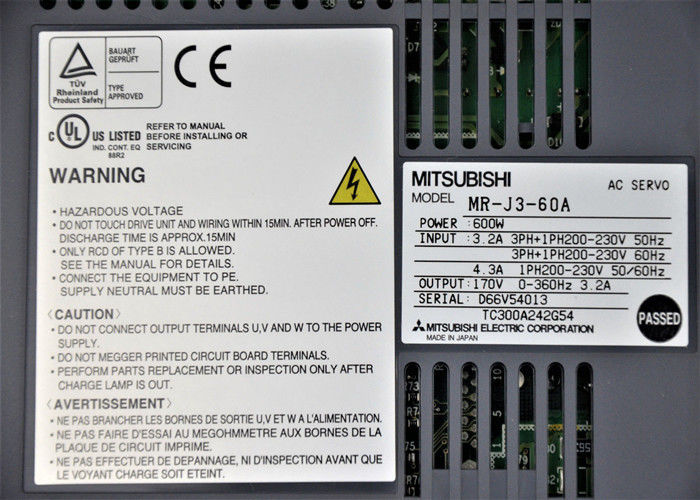 BAUART
GEPRÜFT
TÜV
Rheinland
Product Safety
TYPE
APPROVED
CE
c UL US LISTED
IND. CONT. EQ
88R2
REFER TO MANUAL
BEFORE INSTALLING OR
SERVICING
WARNING
• HAZARDOUS VOLTAGE
• DO NOT TOUCH DRIVE UNIT AND WIRING WITHIN 15MIN. AFTER POWER OFF.
DISCHARGE TIME IS APPROX.15MIN
• ONLY RCD OF TYPE B IS ALLOWED.
SEE THE MANUAL FOR DETAILS.
• CONNECT THE EQUIPMENT TO PE.
SUPPLY NEUTRAL MUST BE EARTHED.
〈CAUTION〉
• DO NOT CONNECT OUTPUT TERMINALS U,V AND W TO THE POWER
SUPPLY.
• DO NOT MEGGER PRINTED CIRCUIT BOARD TERMINALS.
• PERFORM PARTS REPLACEMENT OR INSPECTION ONLY AFTER
CHARGE LAMP IS OUT.
〈AVERTISSEMENT〉
• NE PAS BRANCHER LES BORNES DE SORTIE U,V ET W A L'ALIMENTATION.
• NE PAS FAIRE D'ESSAI AU MEGOHMMETRE AUX BORNES DE LA
PLAQUE DE CIRCUIT IMPRIME.
• NE PAS EFFECTUER DE DEPANNAGE, NI D'INSPECTION AVANT QUE
LE VOYANT CHARGE SOIT ETEINT.
MITSUBISHI AC SERVO
MODEL MR-J3-60A
POWER :600W
INPUT :3.2A 3PH+1PH200-230V 50Hz
3PH+1PH200-230V 60Hz
4.3A 1PH200-230V 50/60Hz
OUTPUT:170V 0-360Hz 3.2A
SERIAL: D66V54013
TC300A242G54
MITSUBISHI ELECTRIC CORPORATION
MADE IN JAPAN
PASSED